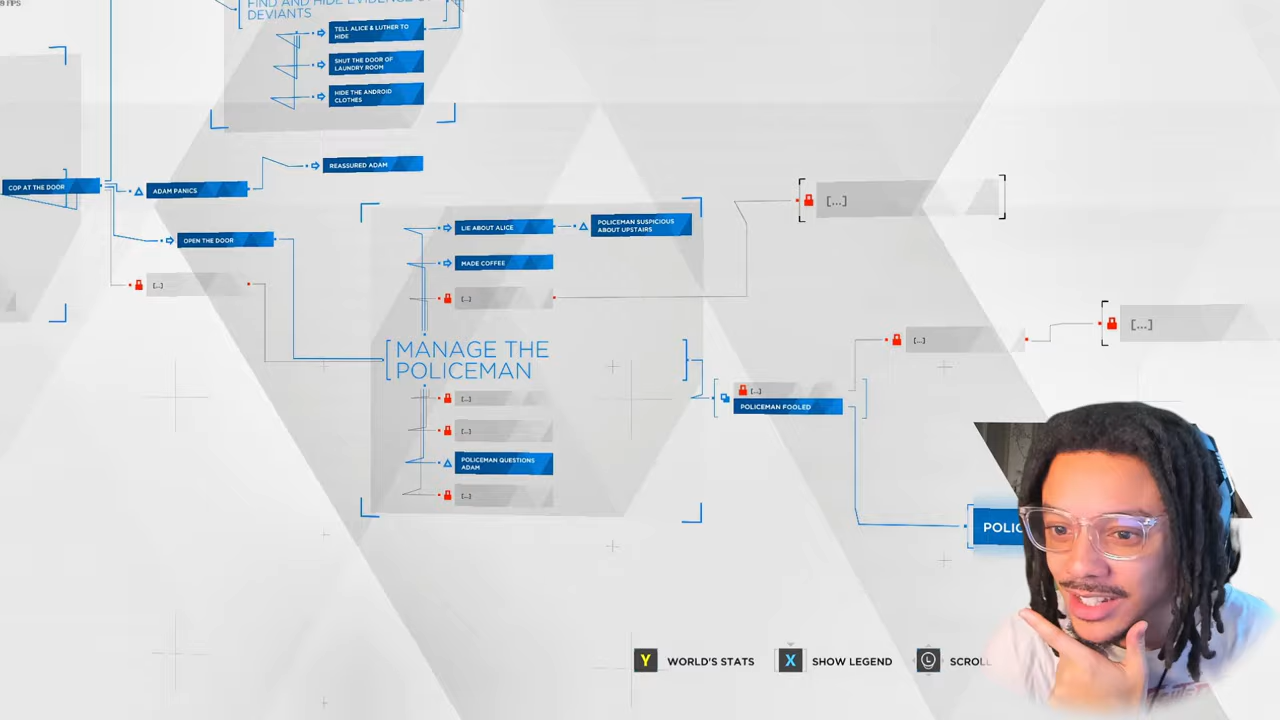 FPS
FIND AND HIDE EVIDENCE OF
DEVIANTS
TELL ALICE & LUTHER TO
HIDE
SHUT THE DOOR OF
LAUNDRY ROOM
HIDE THE ANDROID
CLOTHES
COP AT THE DOOR
ADAM PANICS
REASSURED ADAM
OPEN THE DOOR
[...]
LIE ABOUT ALICE
POLICEMAN SUSPICIOUS
ABOUT UPSTAIRS
MADE COFFEE
[...]
[...]
[...]
[...]
MANAGE THE
POLICEMAN
[...]
POLICEMAN FOOLED
[...]
[...]
POLICEMAN QUESTIONS
ADAM
[...]
POLIC
Y WORLD'S STATS
X SHOW LEGEND
L SCROLL